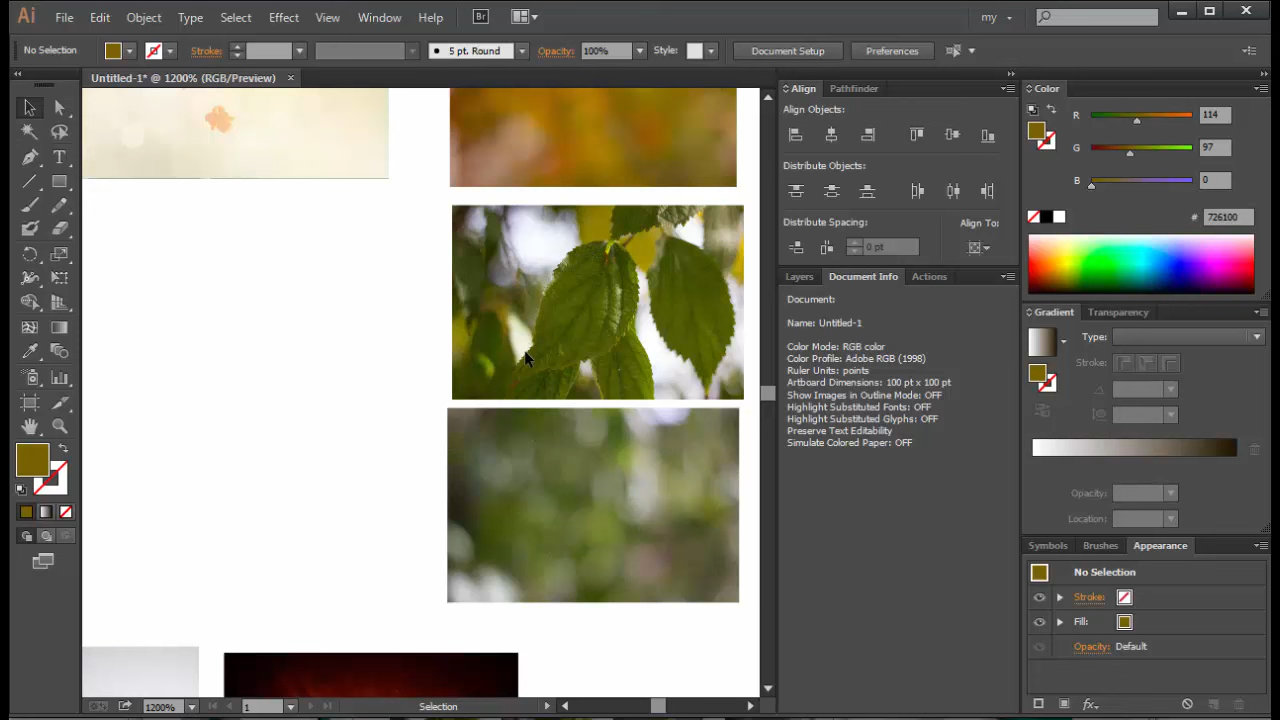 Ai File Edit Object Type Select Effect View Window Help Br my
No Selection Stroke: 5 pt. Round Opacity: 100% Style: Document Setup Preferences
Untitled-1* @ 1200% (RGB/Preview) ×
Align Pathfinder
Align Objects:
Distribute Objects:
Distribute Spacing: Align To:
0 pt
Layers Document Info Actions
Document:
Name: Untitled-1
Color Mode: RGB color
Color Profile: Adobe RGB (1998)
Ruler Units: points
Artboard Dimensions: 100 pt x 100 pt
Show Images in Outline Mode: OFF
Highlight Substituted Fonts: OFF
Highlight Substituted Glyphs: OFF
Preserve Text Editability
Simulate Colored Paper: OFF
Color
R 114
G 97
B 0
# 726100
Gradient Transparency
Type:
Stroke:
Opacity:
Location:
Symbols Brushes Appearance
No Selection
Stroke:
Fill:
Opacity: Default
fx
1200% 1 Selection